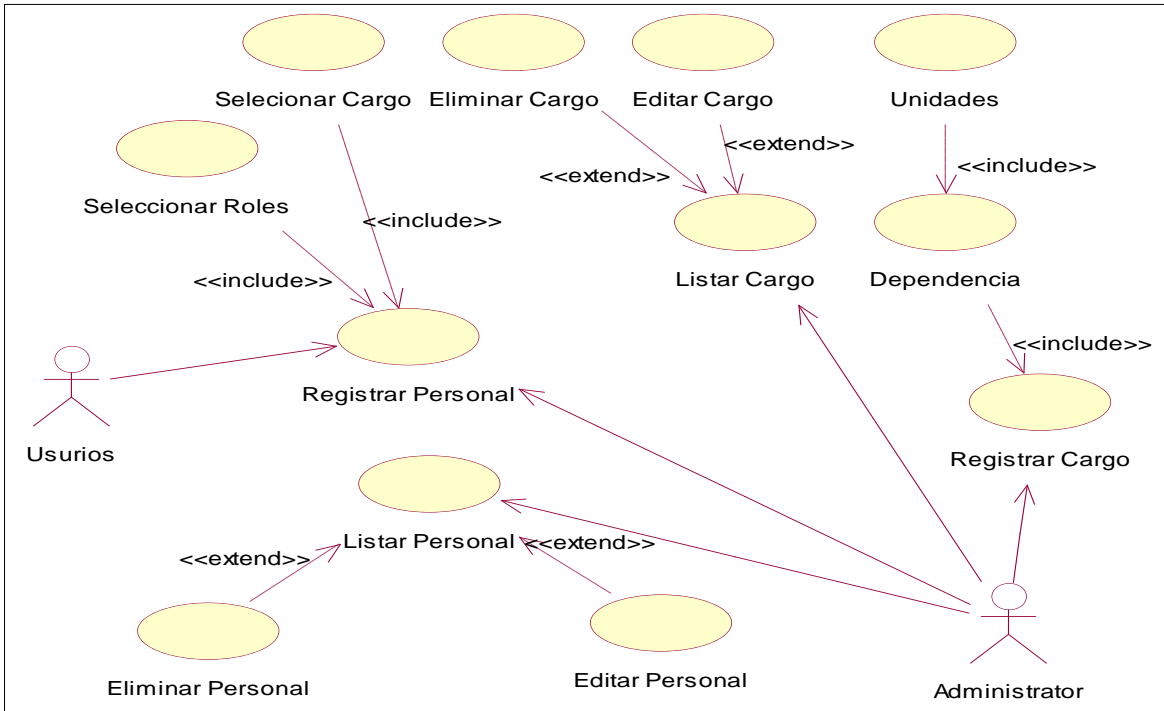 Selecionar Cargo
Eliminar Cargo
Editar Cargo
Unidades
<<extend>>
<<include>>
<<extend>>
Seleccionar Roles
<<include>>
<<include>>
Listar Cargo
Dependencia
<<include>>
Registrar Personal
Usurios
Registrar Cargo
Listar Personal
<<extend>>
<<extend>>
Eliminar Personal
Editar Personal
Administrator